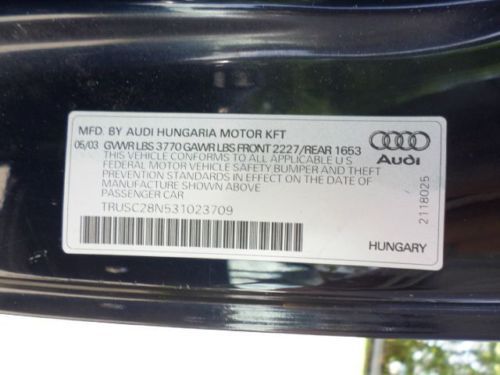 MFD. BY AUDI HUNGARIA MOTOR KFT
05/03 GVWR LBS 3770 GAWR LBS FRONT 2227/REAR 1653
THIS VEHICLE CONFORMS TO ALL APPLICABLE U S
FEDERAL MOTOR VEHICLE SAFETY BUMPER AND THEFT
PREVENTION STANDARDS IN EFFECT ON THE DATE OF
MANUFACTURE SHOWN ABOVE
PASSENGER CAR
TRUSC28N531023709
Audi
2118025
HUNGARY